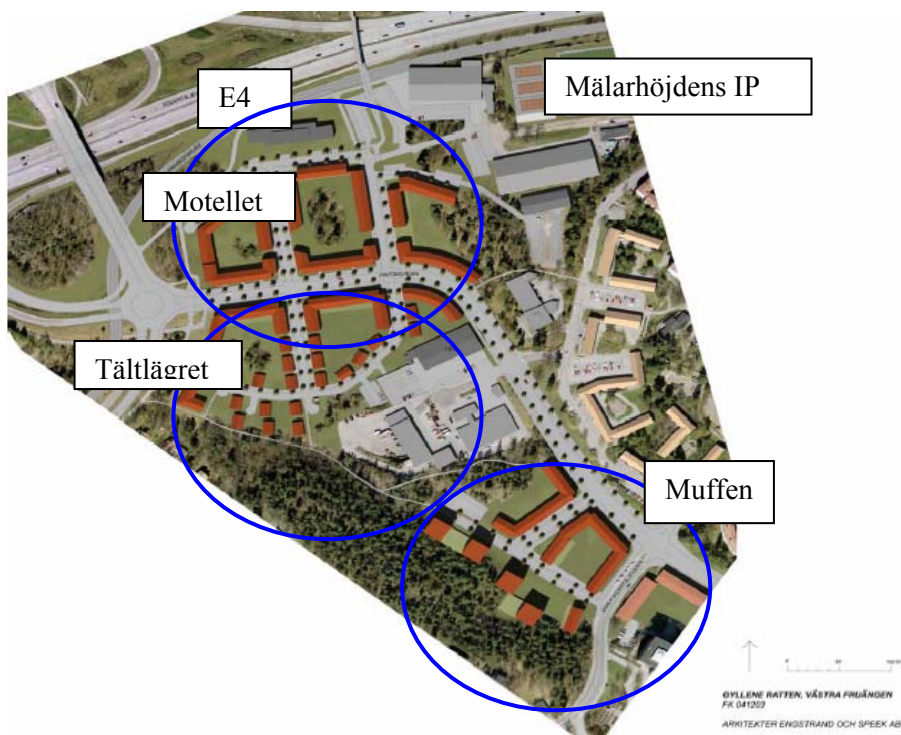 E4
Mälarhöjdens IP
Motellet
Tältlägret
Muffen
GYLLENE RATTEN, VÄSTRA FRUÄNGEN
FK 041203
ARKITEKTER ENGSTRAND OCH SPEEK AB